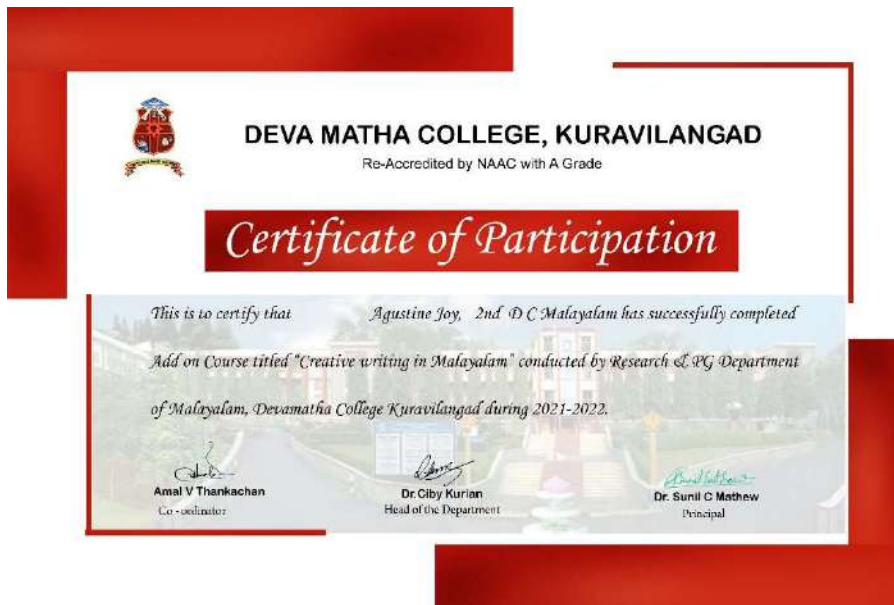 DEVA MATHA COLLEGE, KURAVILANGAD
Re-Accredited by NAAC with A Grade
Certificate of Participation
This is to certify that Agustine Joy, 2nd D C Malayalam has successfully completed
Add on Course titled "Creative writing in Malayalam" conducted by Research & PG Department
of Malayalam, Devamatha College Kuravilangad during 2021-2022.
Amal V Thankachan
Co-ordinator
Dr.Ciby Kurian
Head of the Department
Dr. Sunil C Mathew
Principal